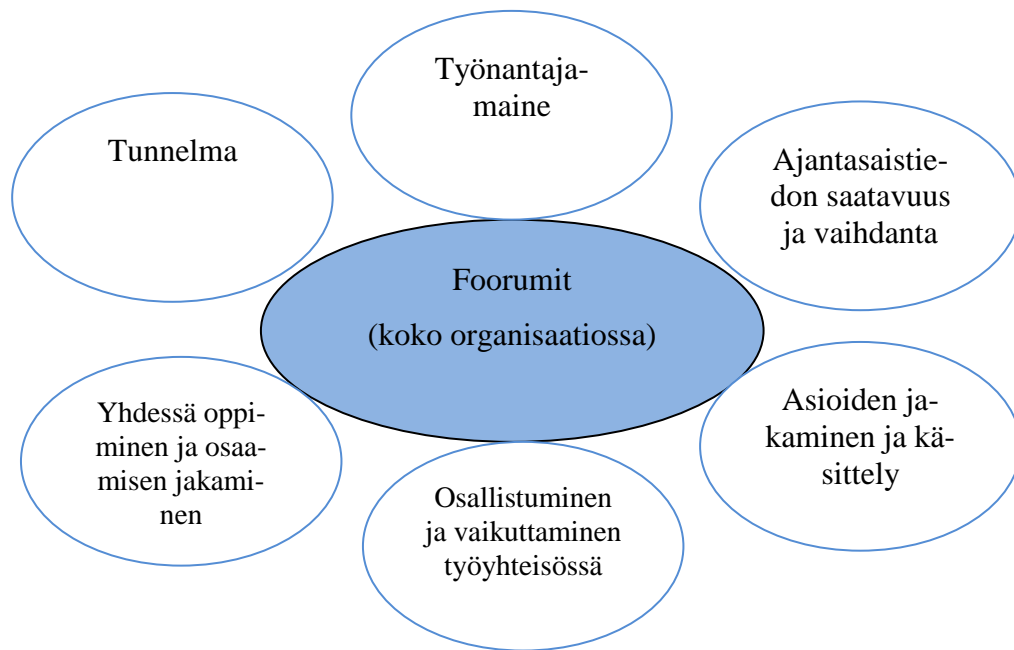 Työnantaja-
maine
Tunnelma
Ajantasaistie-
don saatavuus
ja vaihdanta
Foorumit
(koko organisaatiossa)
Yhdessä oppi-
minen ja osaa-
misen jakami-
nen
Asioiden ja-
kaminen ja kä-
sittely
Osallistuminen
ja vaikuttaminen
työyhteisössä